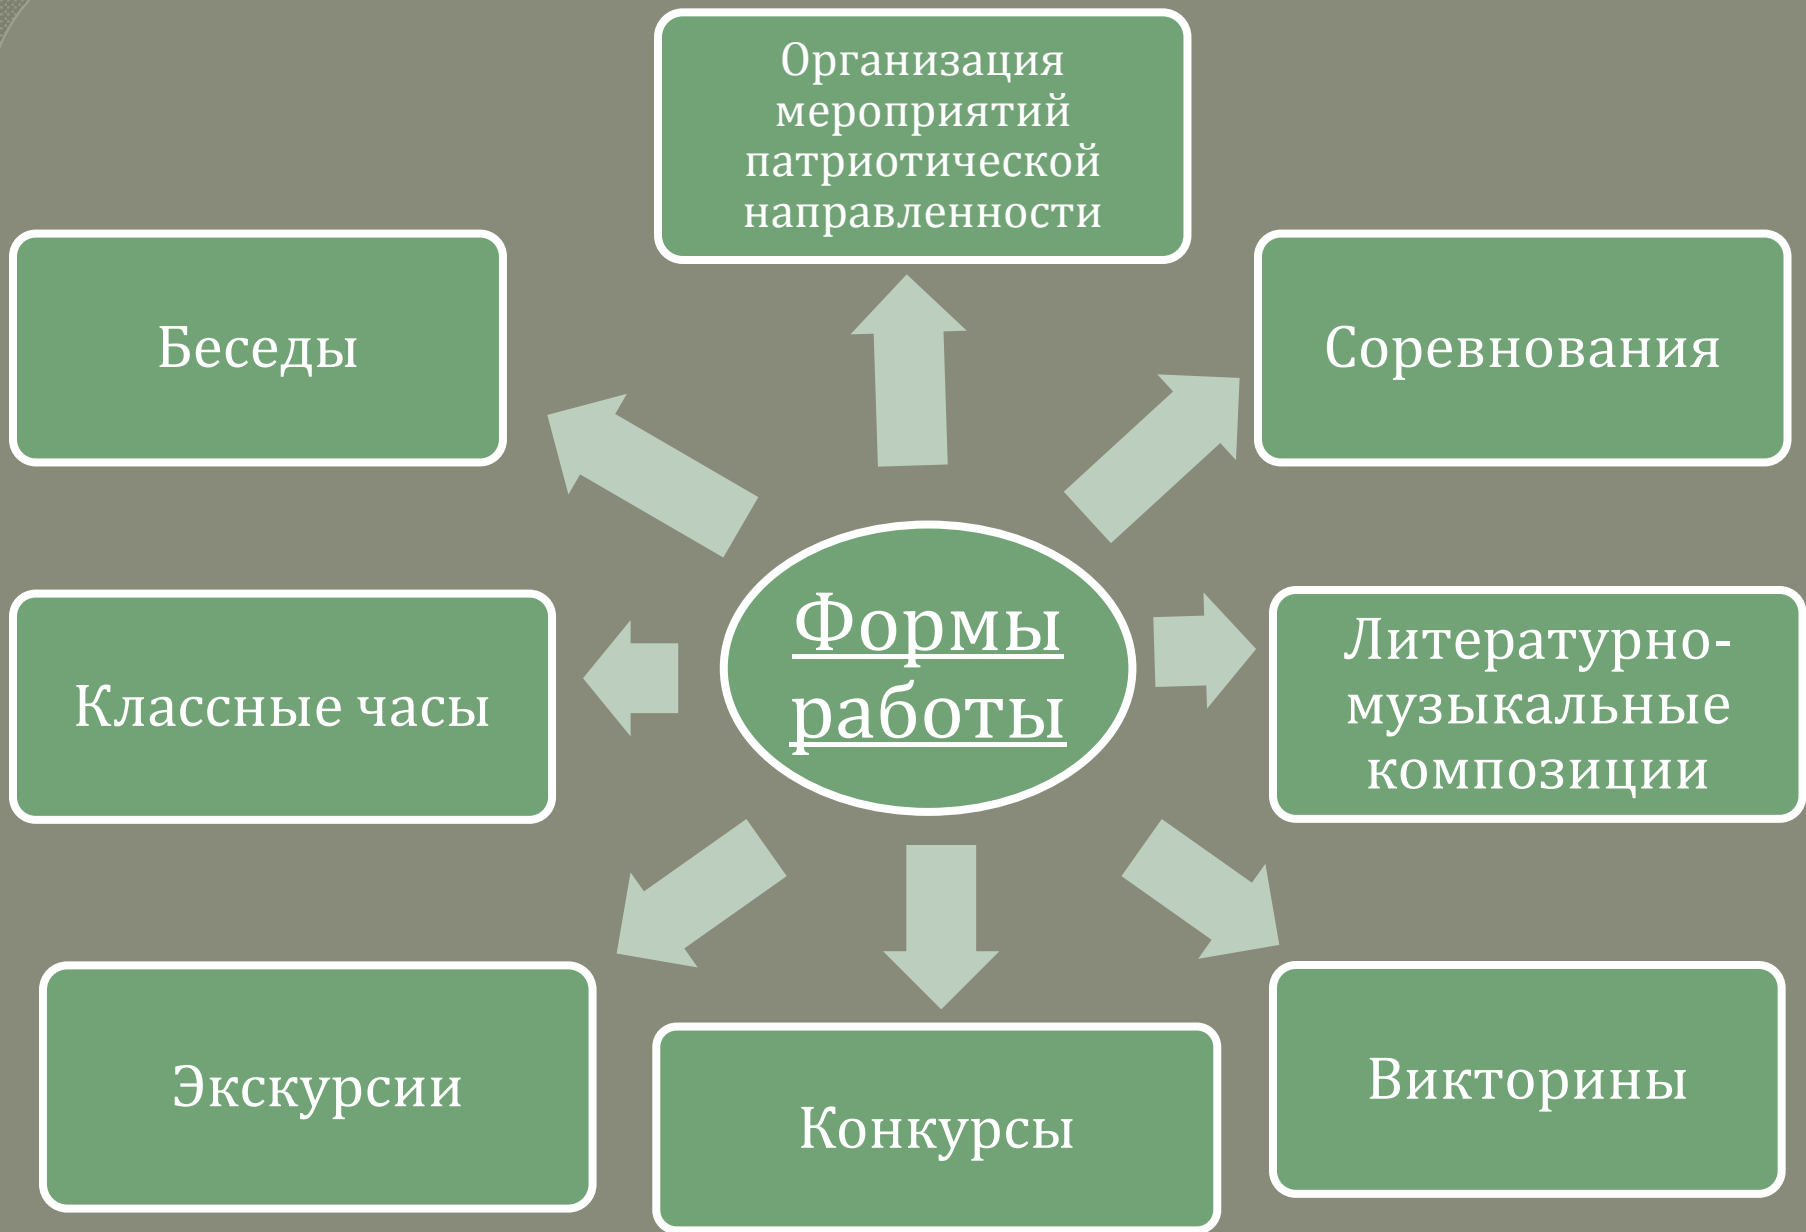 Организация
мероприятий
патриотической
направленности
Беседы
Соревнования
Формы
работы
Классные часы
Литературно-
музыкальные
композиции
Экскурсии
Конкурсы
Викторины